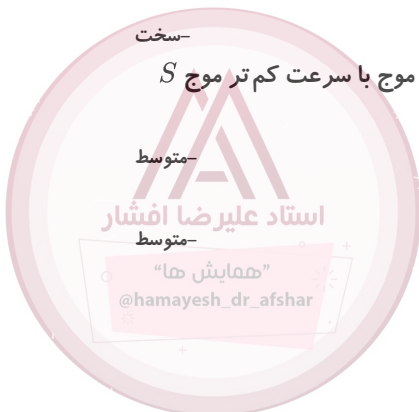 –سخت
موج با سرعت کم‌تر موج S
–متوسط
استاد علیرضا افشار
–متوسط
"همایش ها"
@hamayesh_dr_afshar